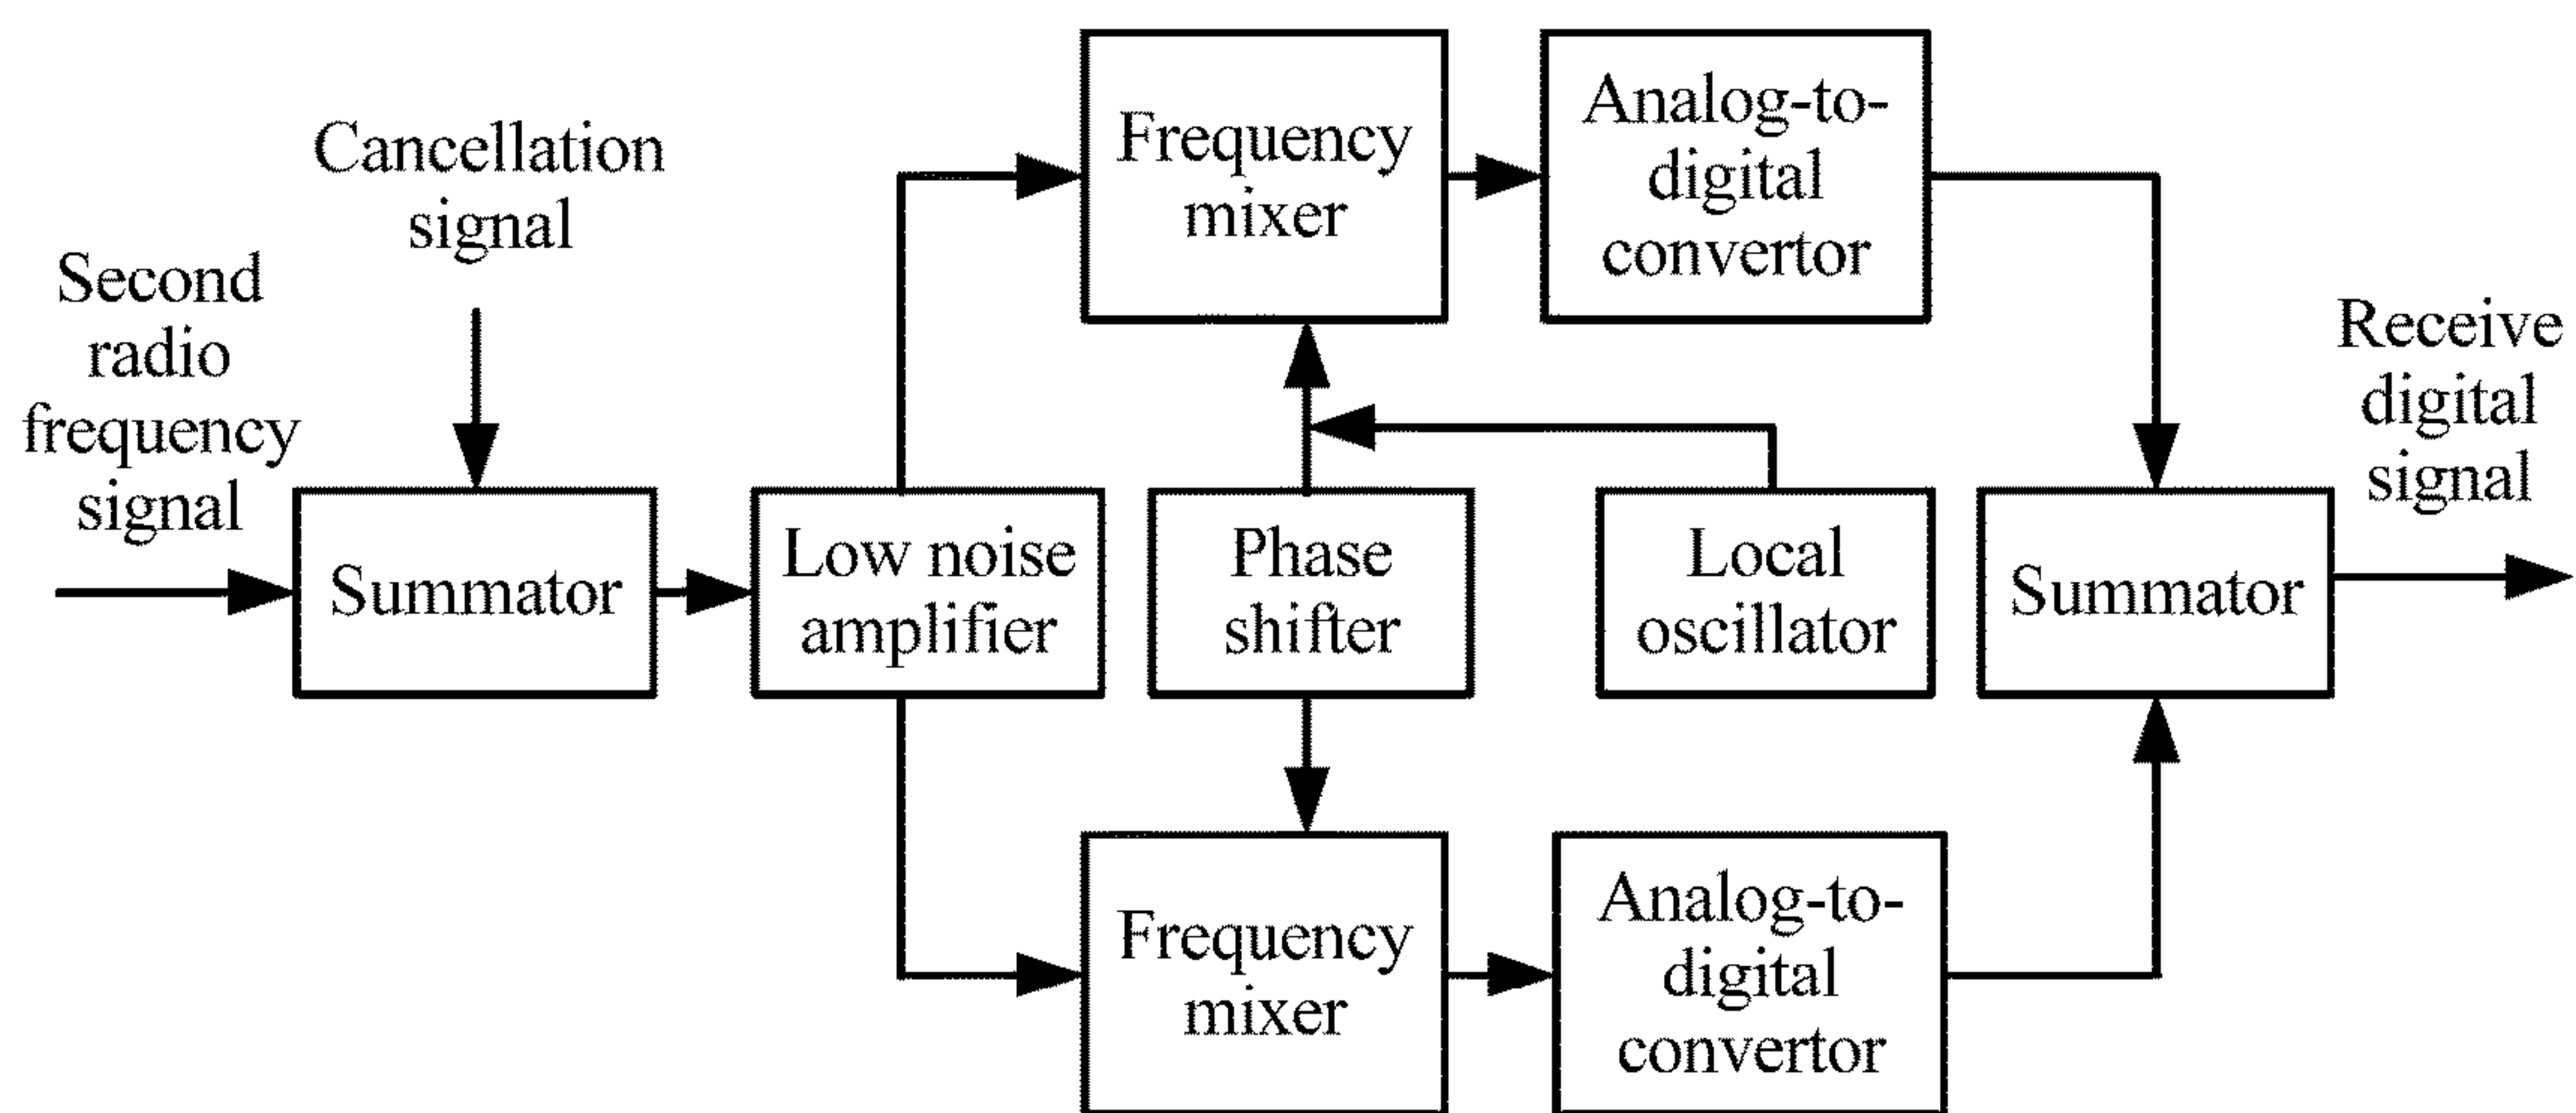 Cancellation
signal
Second
radio
frequency
signal
Summator
Low noise
amplifier
Frequency
mixer
Analog-to-
digital
convertor
Phase
shifter
Local
oscillator
Frequency
mixer
Analog-to-
digital
convertor
Summator
Receive
digital
signal